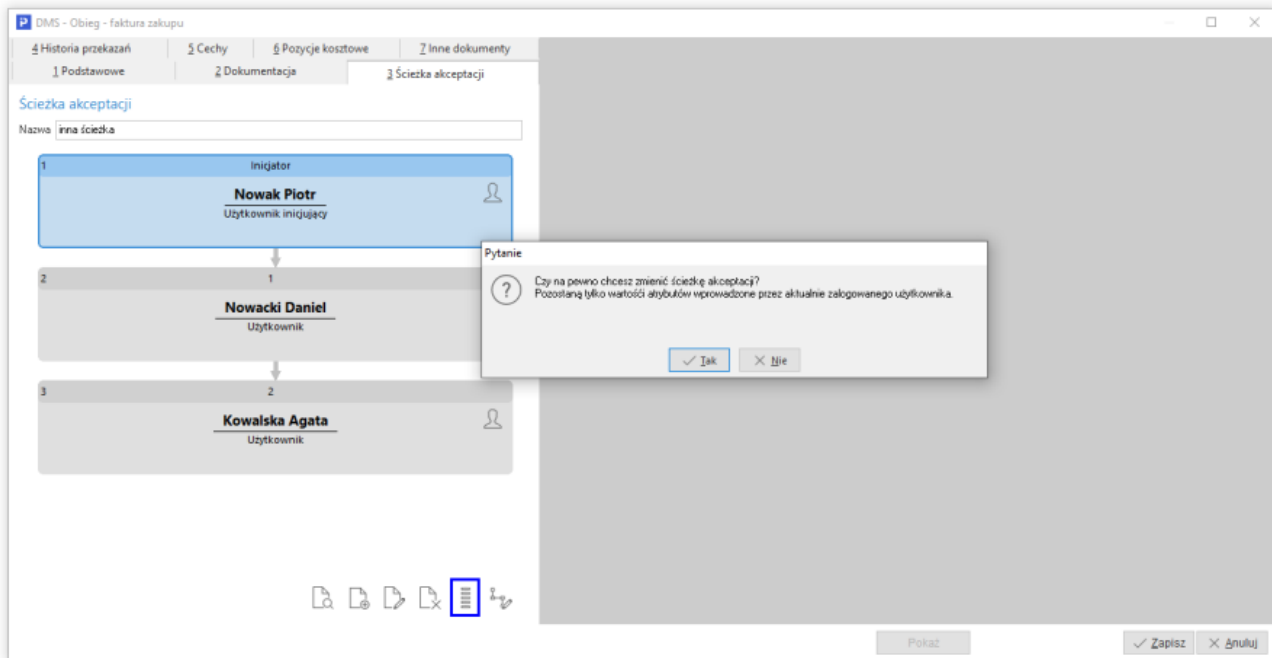 DMS - Obieg - faktura zakupu
4 Historia przekazań
5 Cechy
6 Pozycje kosztowe
7 Inne dokumenty
1 Podstawowe
2 Dokumentacja
3 Ścieżka akceptacji
Ścieżka akceptacji
Nazwa inna ścieżka
1 Inicjator
Nowak Piotr
Użytkownik inicjujący
2 1
Nowacki Daniel
Użytkownik
3 2
Kowalska Agata
Użytkownik
Pytanie
Czy na pewno chcesz zmienić ścieżkę akceptacji?
Pozostaną tylko wartośći atrybutów wprowadzone przez aktualnie zalogowanego użytkownika.
Tak
Nie
Pokaż
Zapisz
Anuluj